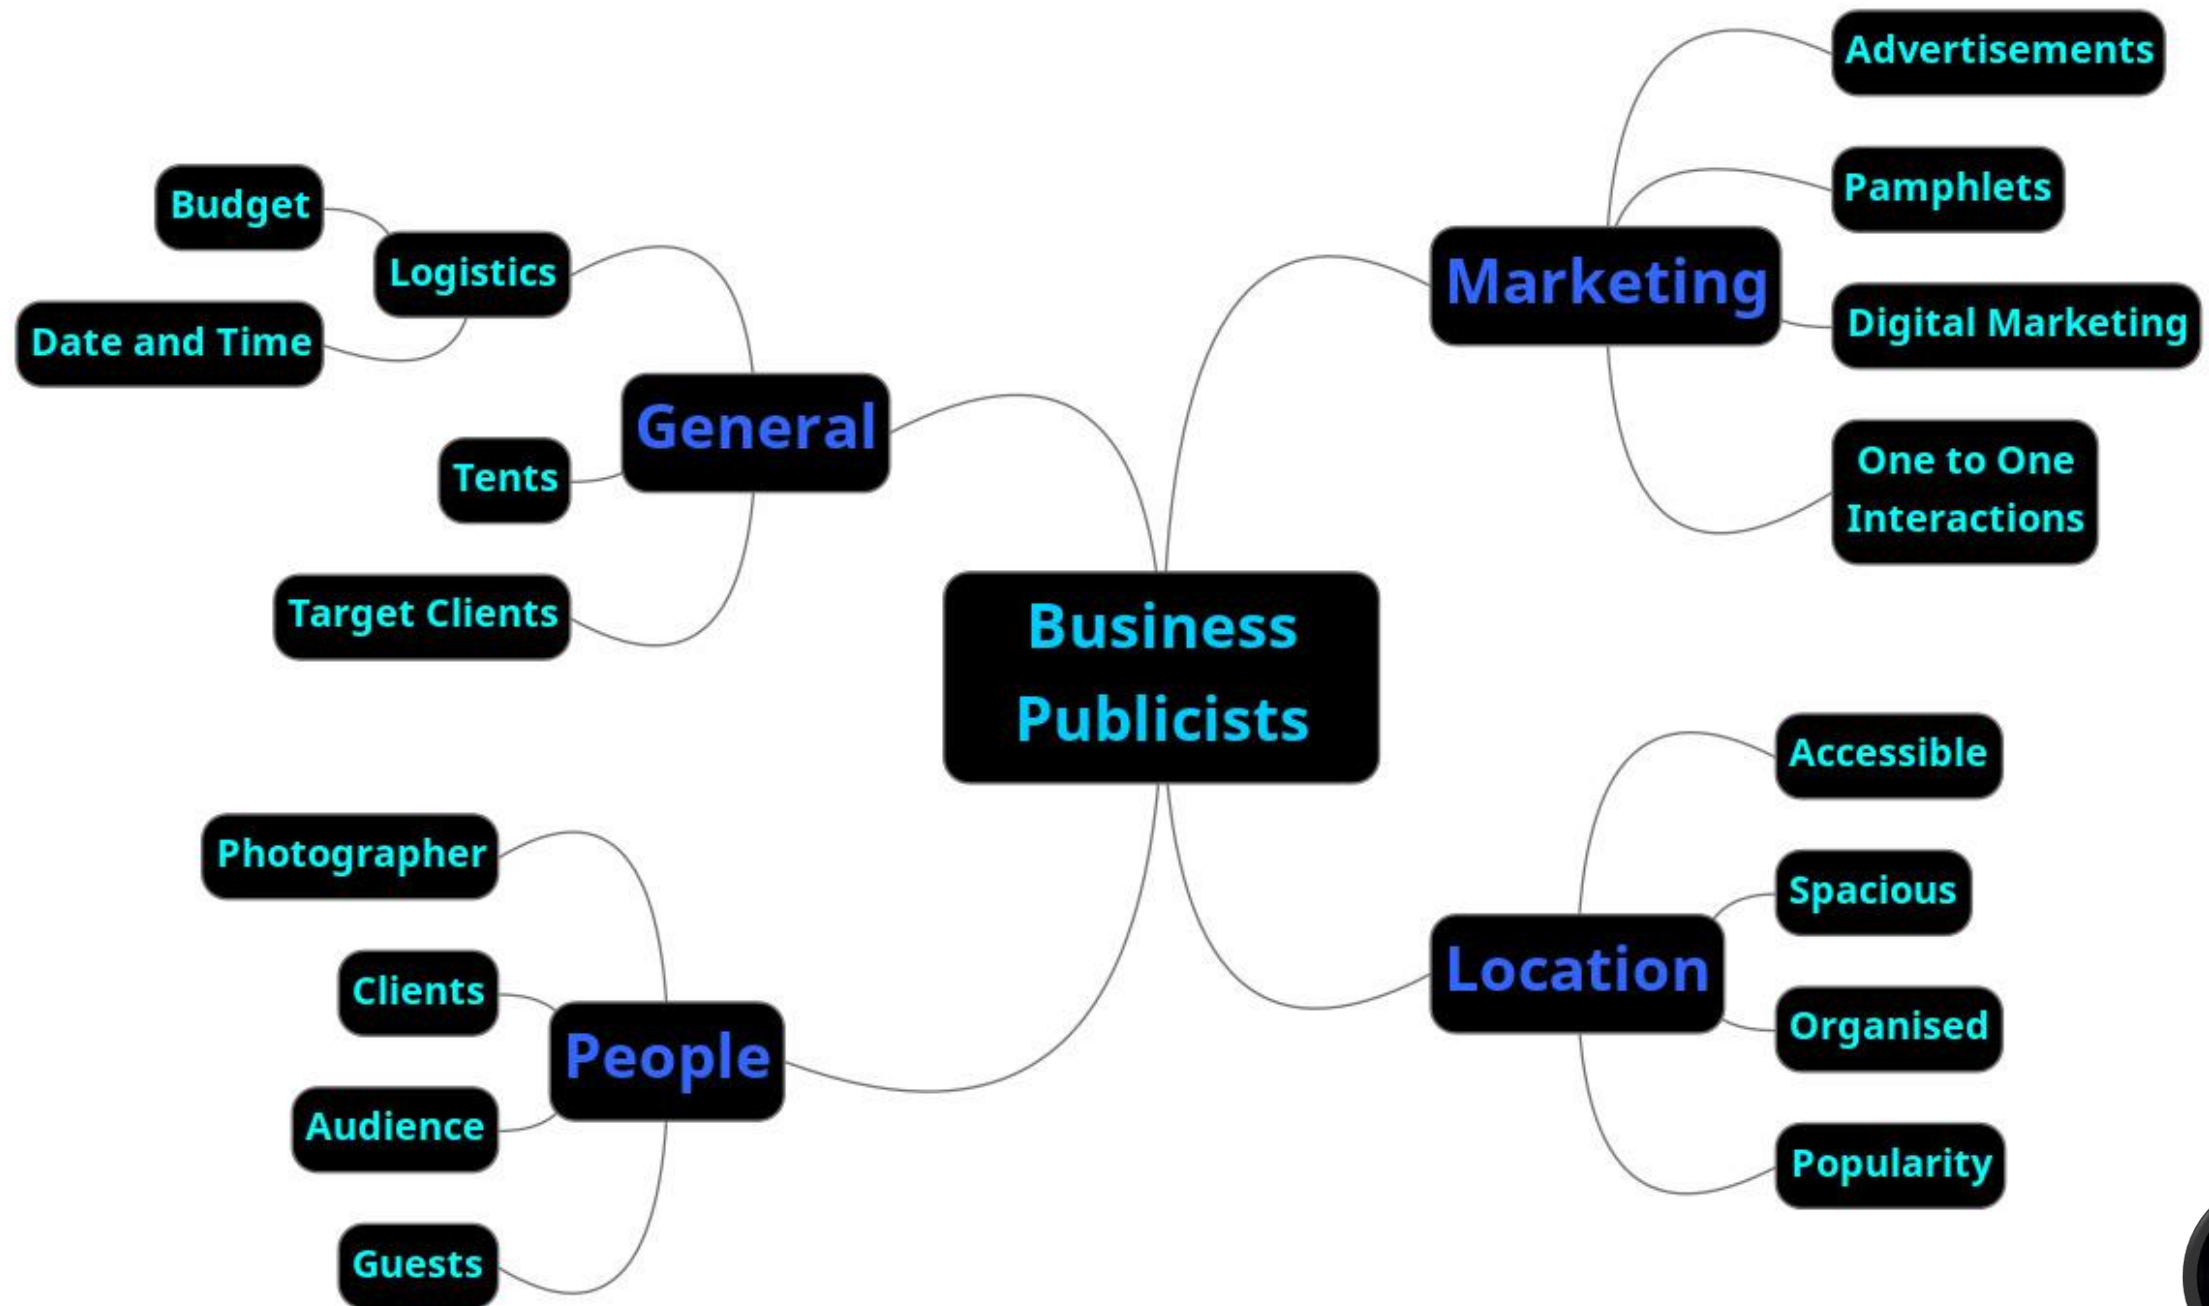 Business
Publicists
General
Logistics
Budget
Date and Time
Tents
Target Clients
Marketing
Advertisements
Pamphlets
Digital Marketing
One to One
Interactions
People
Photographer
Clients
Audience
Guests
Location
Accessible
Spacious
Organised
Popularity